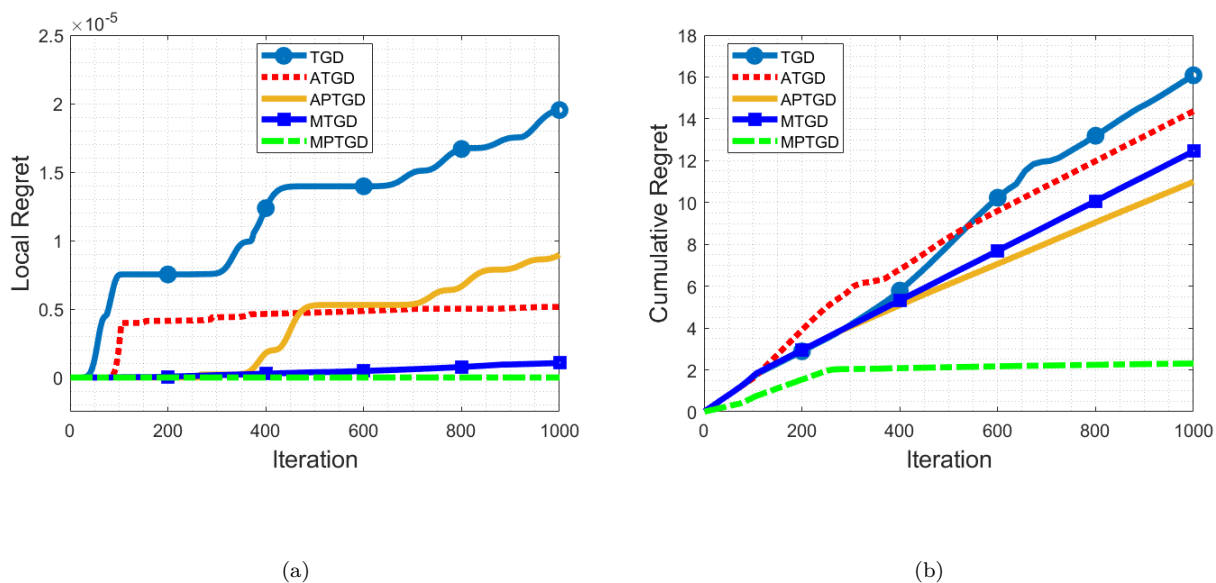 ×10⁻⁵
2.5
2
1.5
1
0.5
0
Local Regret
TGD
ATGD
APTGD
MTGD
MPTGD
0 200 400 600 800 1000
Iteration
(a)
18
16
14
12
10
8
6
4
2
0
Cumulative Regret
TGD
ATGD
APTGD
MTGD
MPTGD
0 200 400 600 800 1000
Iteration
(b)